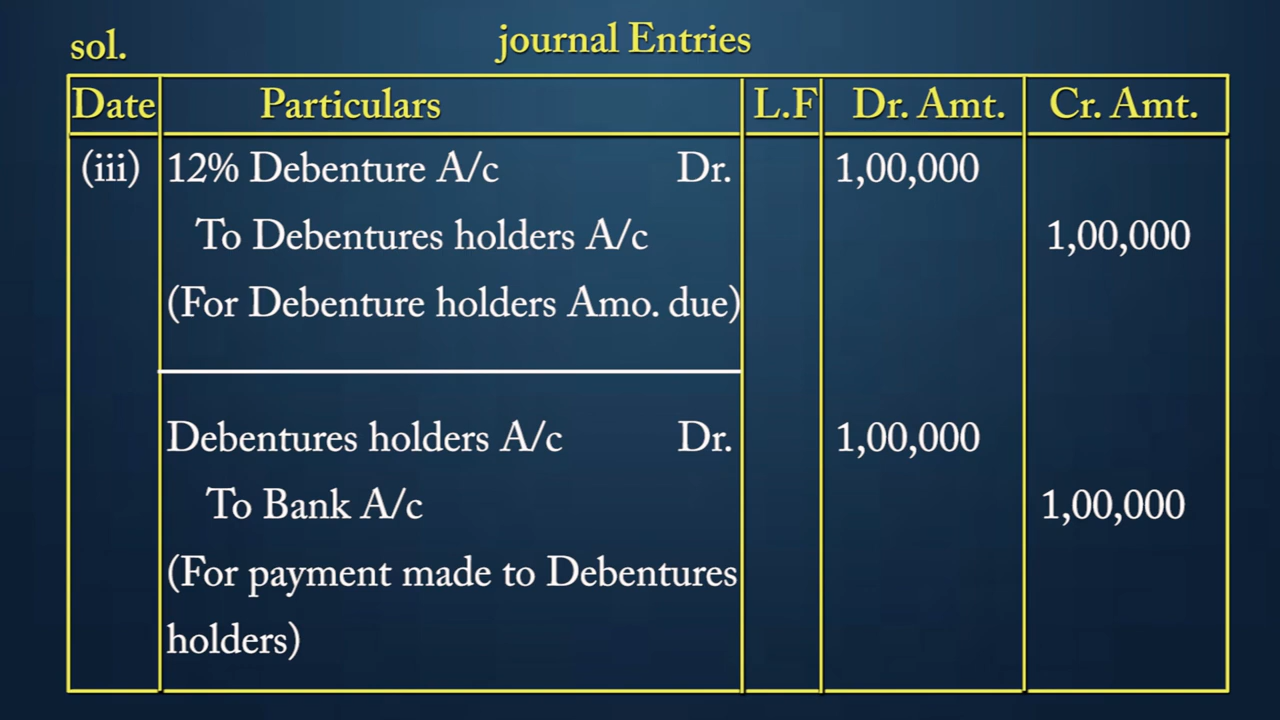 sol.
journal Entries
Date Particulars L.F Dr. Amt. Cr. Amt.
(iii) 12% Debenture A/c Dr. 1,00,000
To Debentures holders A/c 1,00,000
(For Debenture holders Amo. due)
Debentures holders A/c Dr. 1,00,000
To Bank A/c 1,00,000
(For payment made to Debentures
holders)